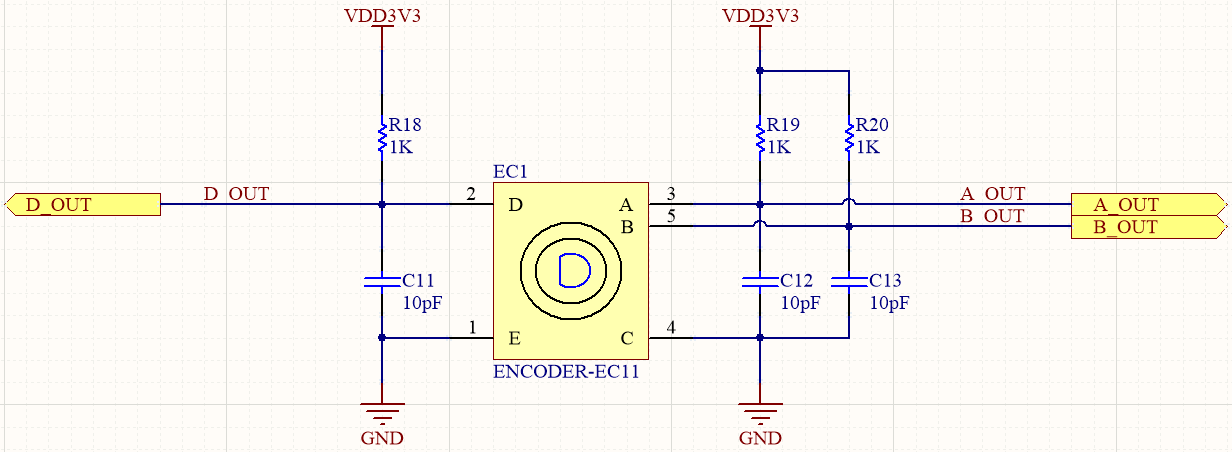 VDD3V3
VDD3V3
R18
1K
R19
1K
R20
1K
EC1
D_OUT
D_OUT
2
D
A
3
A_OUT
A_OUT
B
5
B_OUT
B_OUT
C11
10pF
C12
10pF
C13
10pF
1
E
C
4
ENCODER-EC11
GND
GND